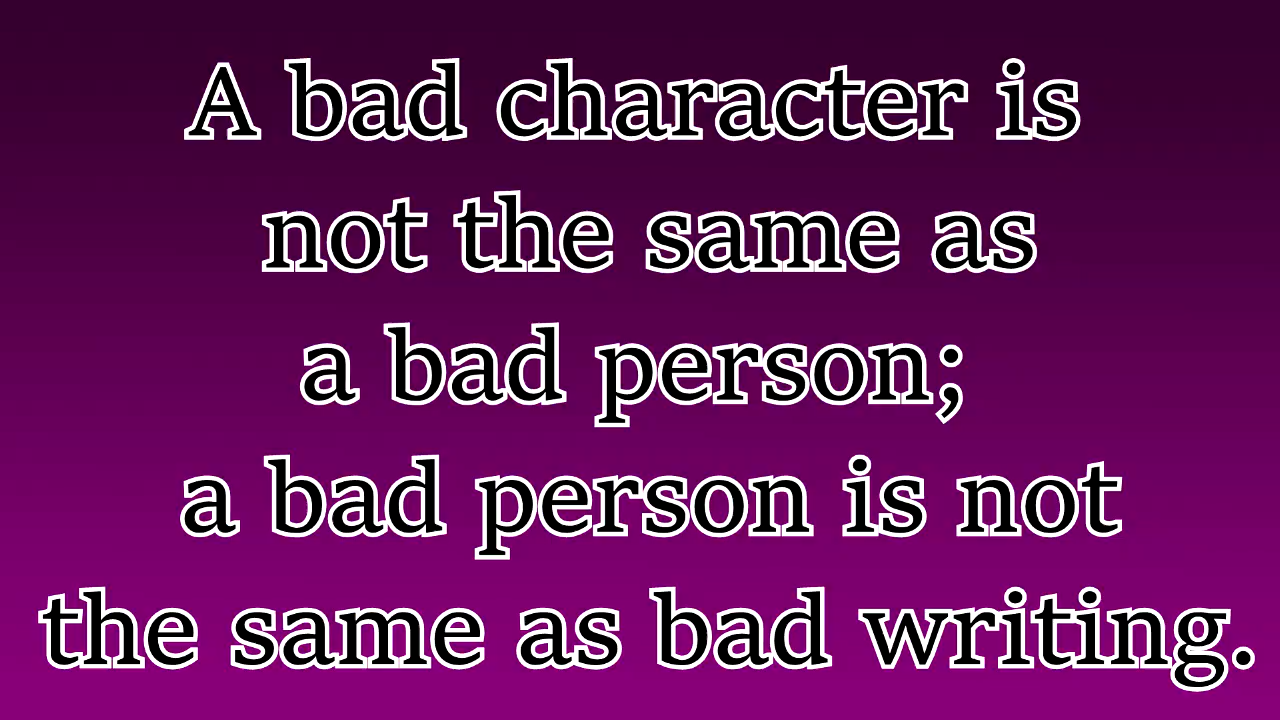 A bad character is
not the same as
a bad person;
a bad person is not
the same as bad writing.